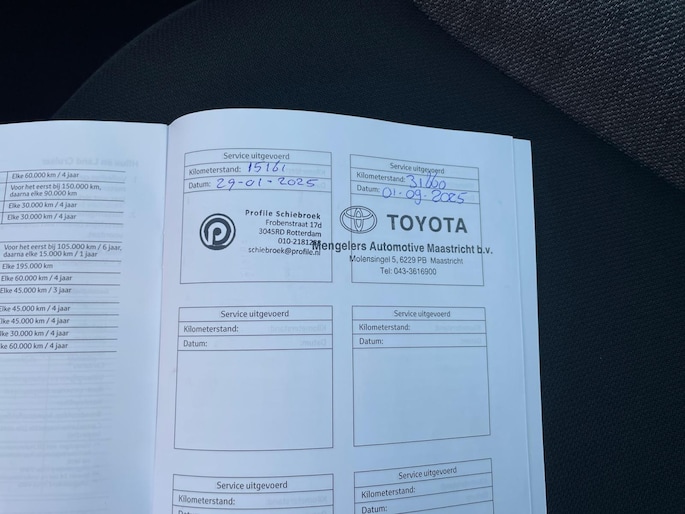 Elke 60.000 km / 4 jaar
Voor het eerst bij 150.000 km,
daarna elke 90.000 km
Elke 30.000 km / 4 jaar
Elke 30.000 km / 4 jaar
Voor het eerst bij 105.000 km / 6 jaar,
daarna elke 15.000 km / 1 jaar
Elke 195.000 km
Elke 60.000 km / 4 jaar
Elke 45.000 km / 3 jaar
Elke 45.000 km / 4 jaar
lke 45.000 km / 4 jaar
lke 30.000 km / 4 jaar
ke 60.000 km / 4 jaar
Service uitgevoerd
Kilometerstand: 15161
Datum: 29-01-2025
Profile Schiebroek
Frobenstraat 17d
3045RD Rotterdam
010-2181
schiebroek@profile.nl
Service uitgevoerd
Kilometerstand:
Datum: 01-09-2025
TOYOTA
Mengelers Automotive Maastricht b.v.
Molensingel 5, 6229 PB Maastricht
Tel: 043-3616900
Service uitgevoerd
Kilometerstand:
Datum:
Service uitgevoerd
Kilometerstand:
Datum:
Service uitgevoerd
Kilometerstand:
Datum:
Service uitgevoerd
Kilometerstand:
Datum: